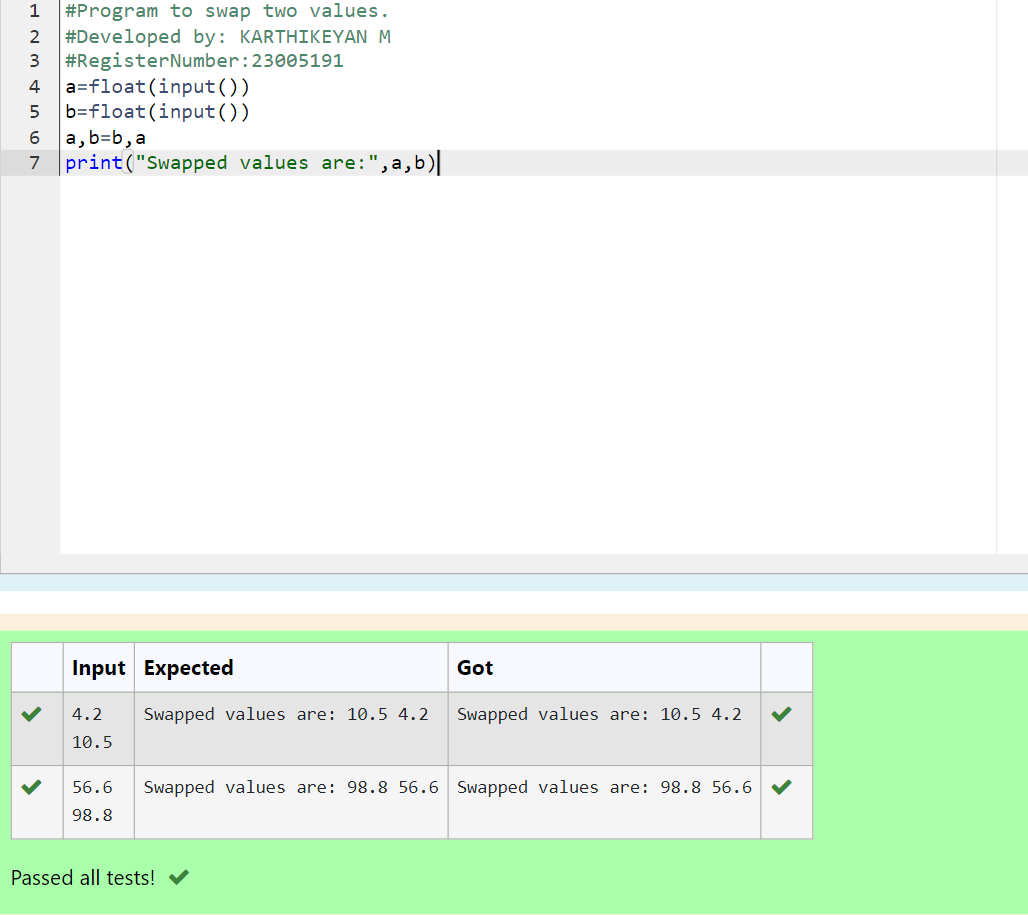 1 #Program to swap two values.
2 #Developed by: KARTHIKEYAN M
3 #RegisterNumber:23005191
4 a=float(input())
5 b=float(input())
6 a,b=b,a
7 print("Swapped values are:",a,b)
Input Expected Got
4.2 Swapped values are: 10.5 4.2 Swapped values are: 10.5 4.2
10.5
56.6 Swapped values are: 98.8 56.6 Swapped values are: 98.8 56.6
98.8
Passed all tests!